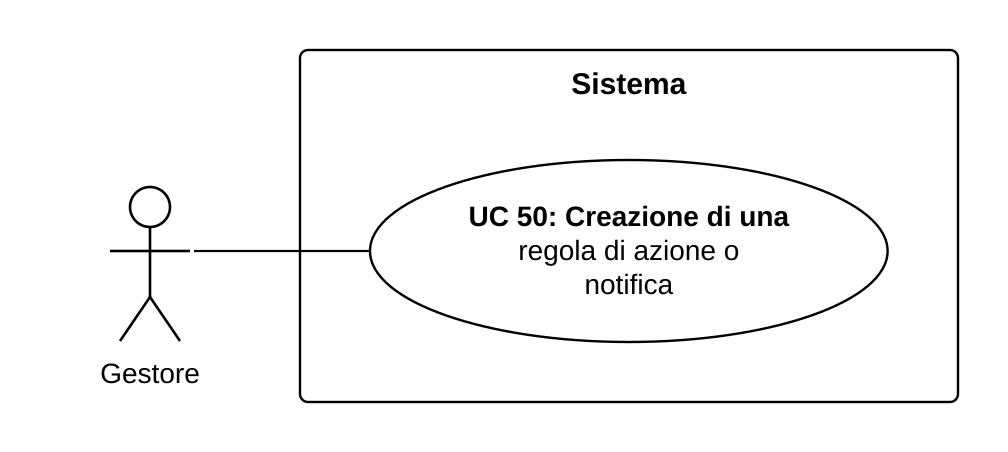 Sistema
UC 50: Creazione di una
regola di azione o
notifica
Gestore